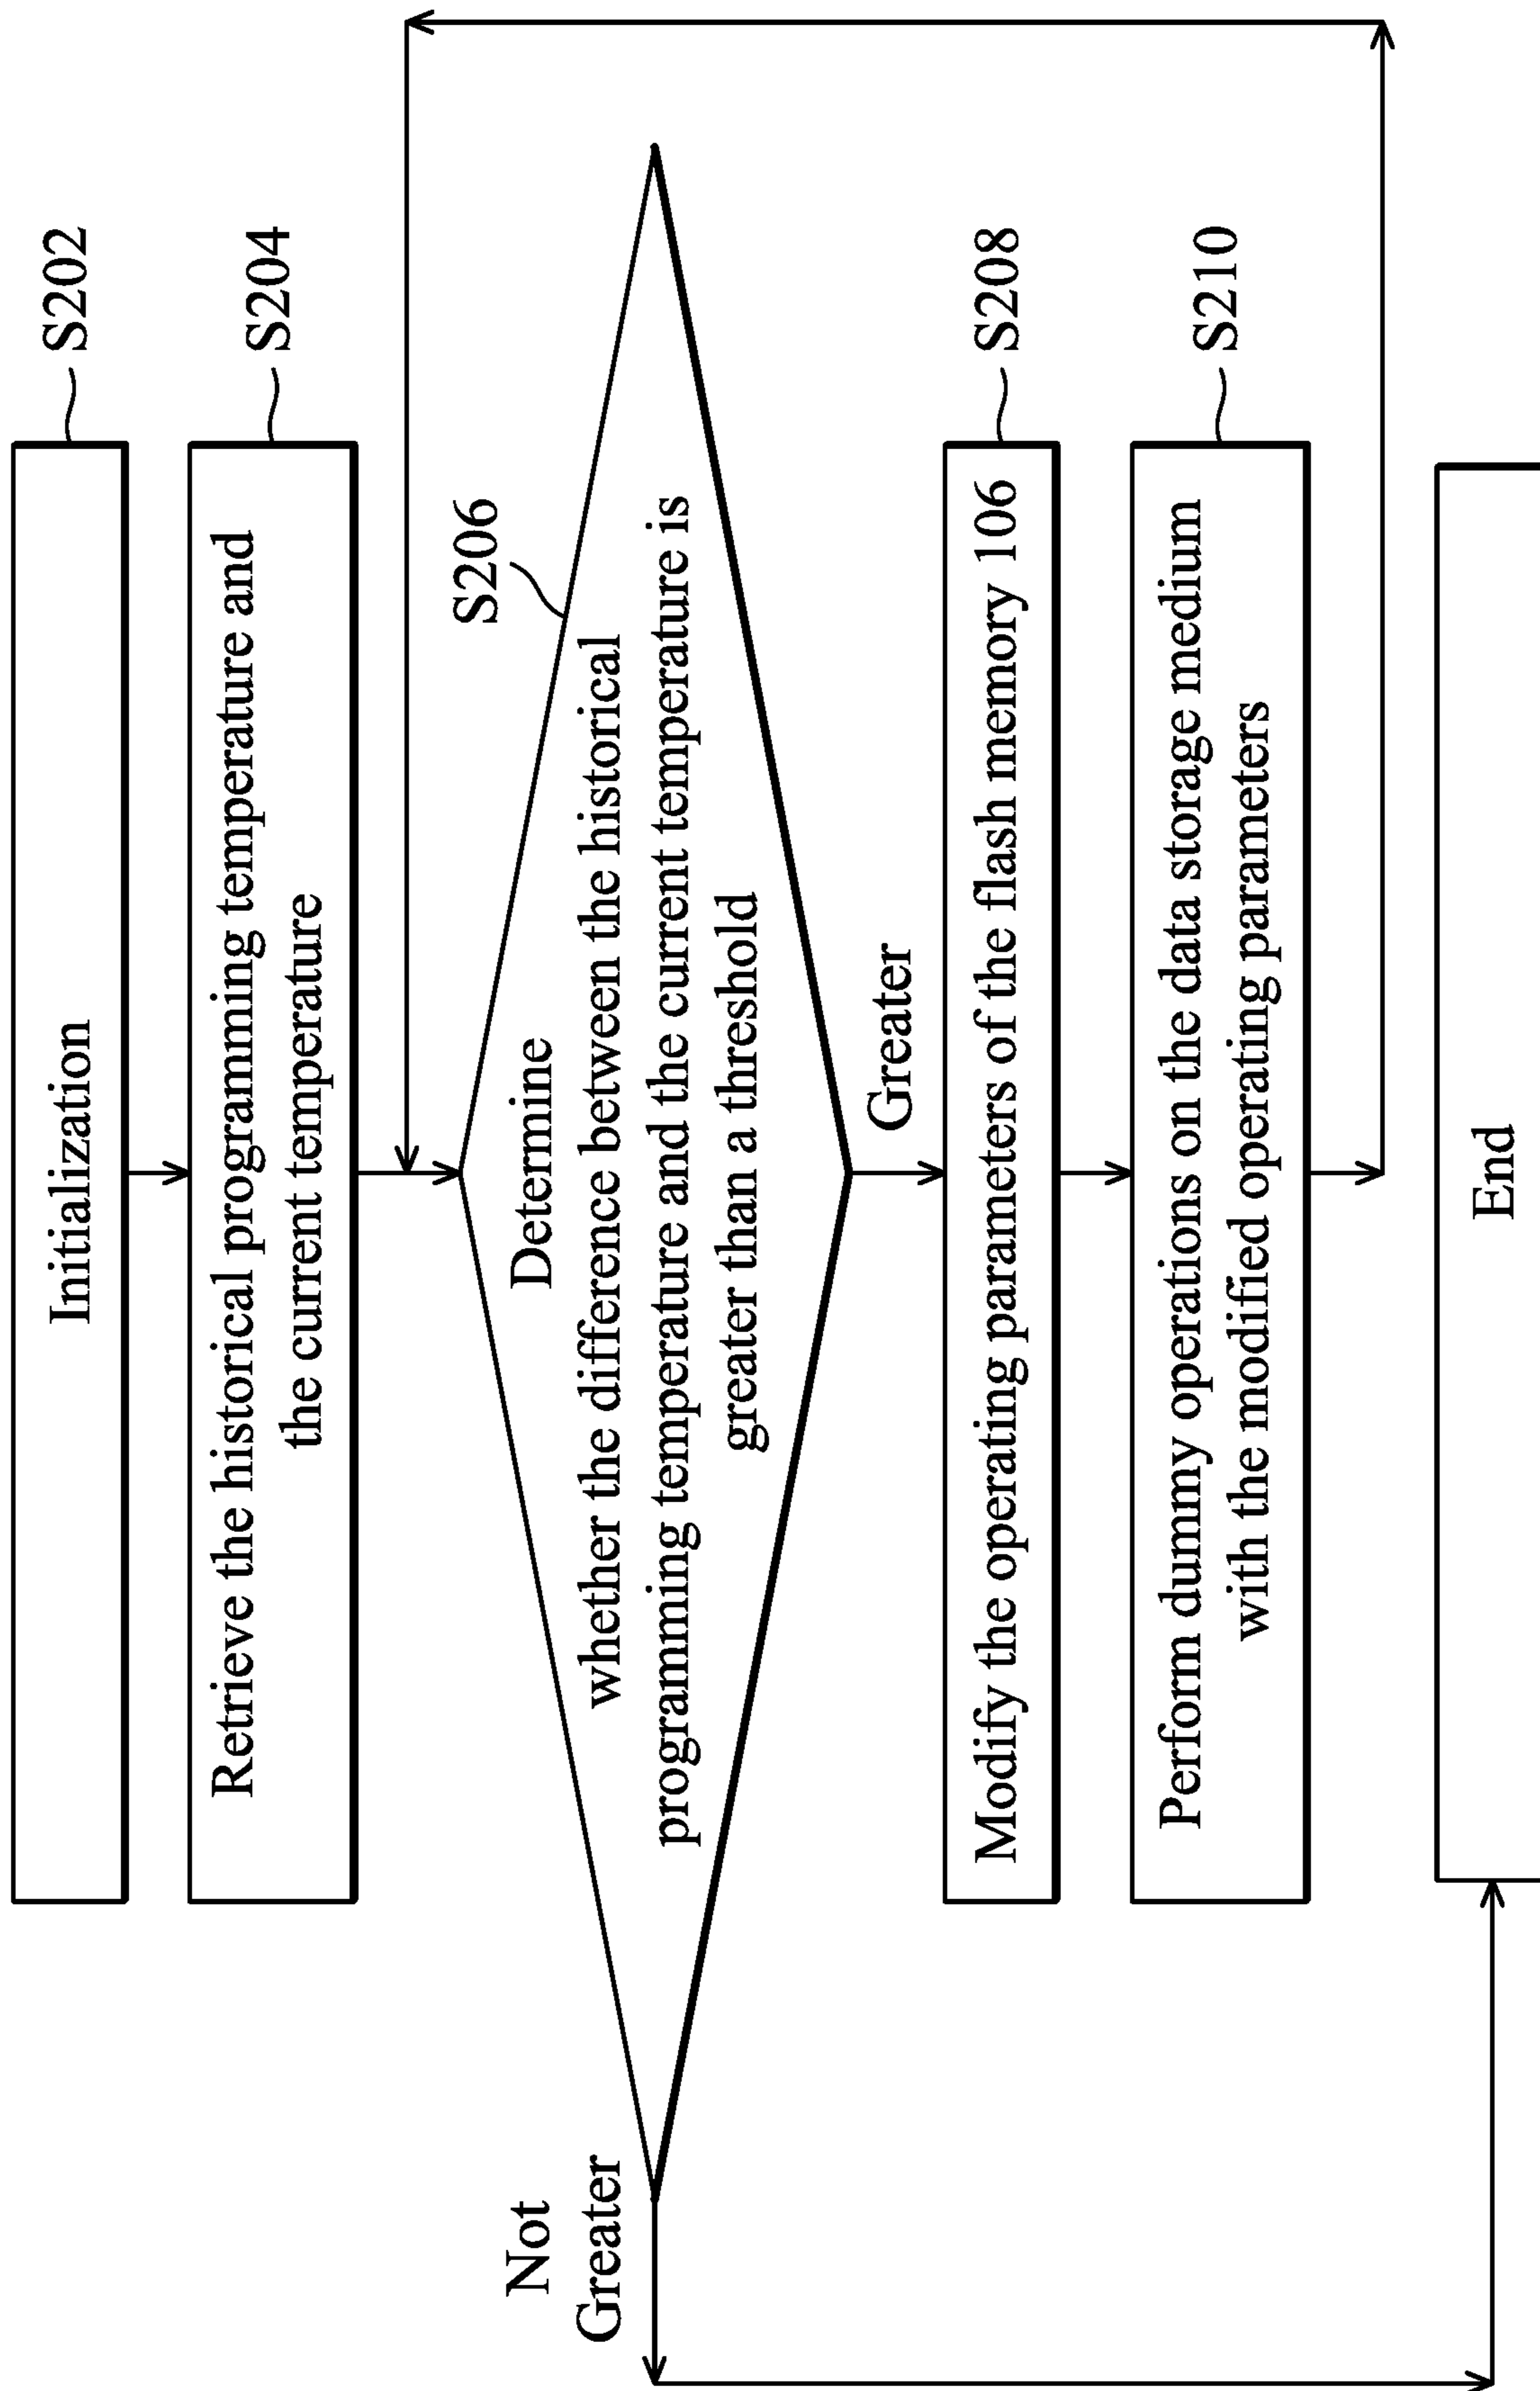 Initialization
S202
Retrieve the historical programming temperature and
the current temperature
S204
S206
Determine
whether the difference between the historical
programming temperature and the current temperature is
greater than a threshold
Not
Greater
Greater
Modify the operating parameters of the flash memory 106
S208
Perform dummy operations on the data storage medium
with the modified operating parameters
S210
End